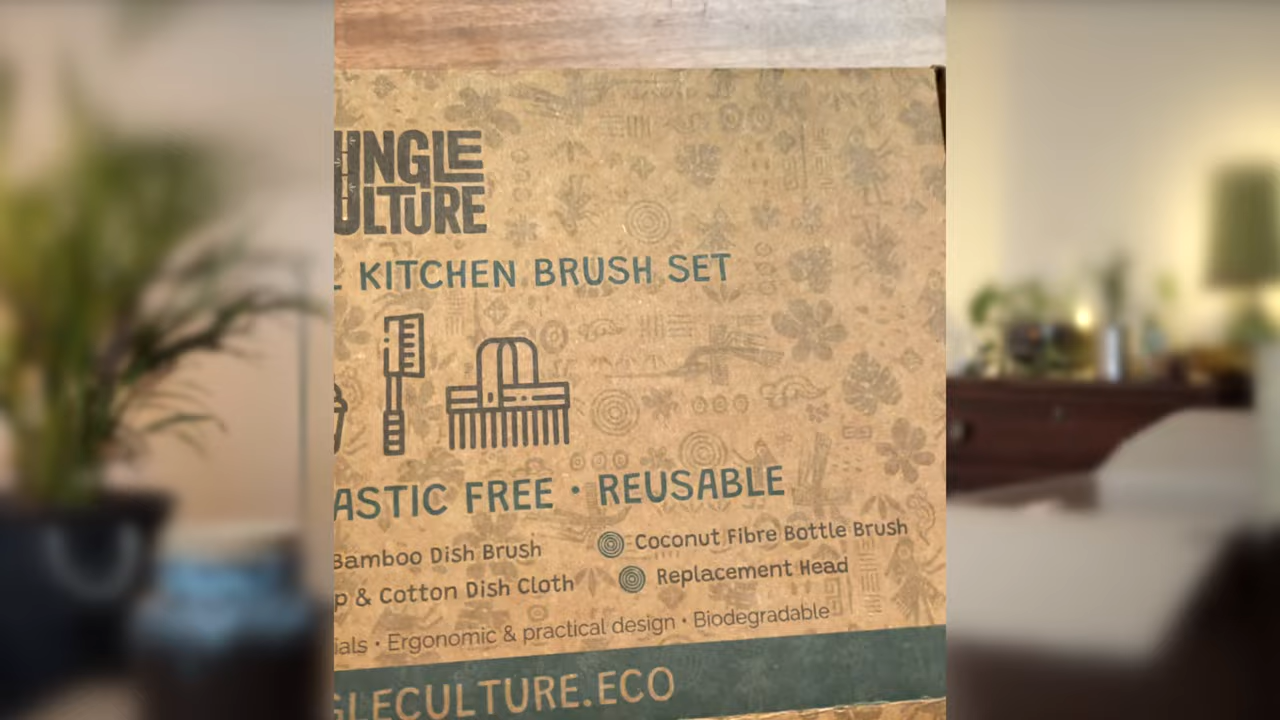 UNGLE
ULTURE
KITCHEN BRUSH SET
ASTIC FREE · REUSABLE
Bamboo Dish Brush Coconut Fibre Bottle Brush
p & Cotton Dish Cloth Replacement Head
ials · Ergonomic & practical design · Biodegradable
GLECULTURE.ECO